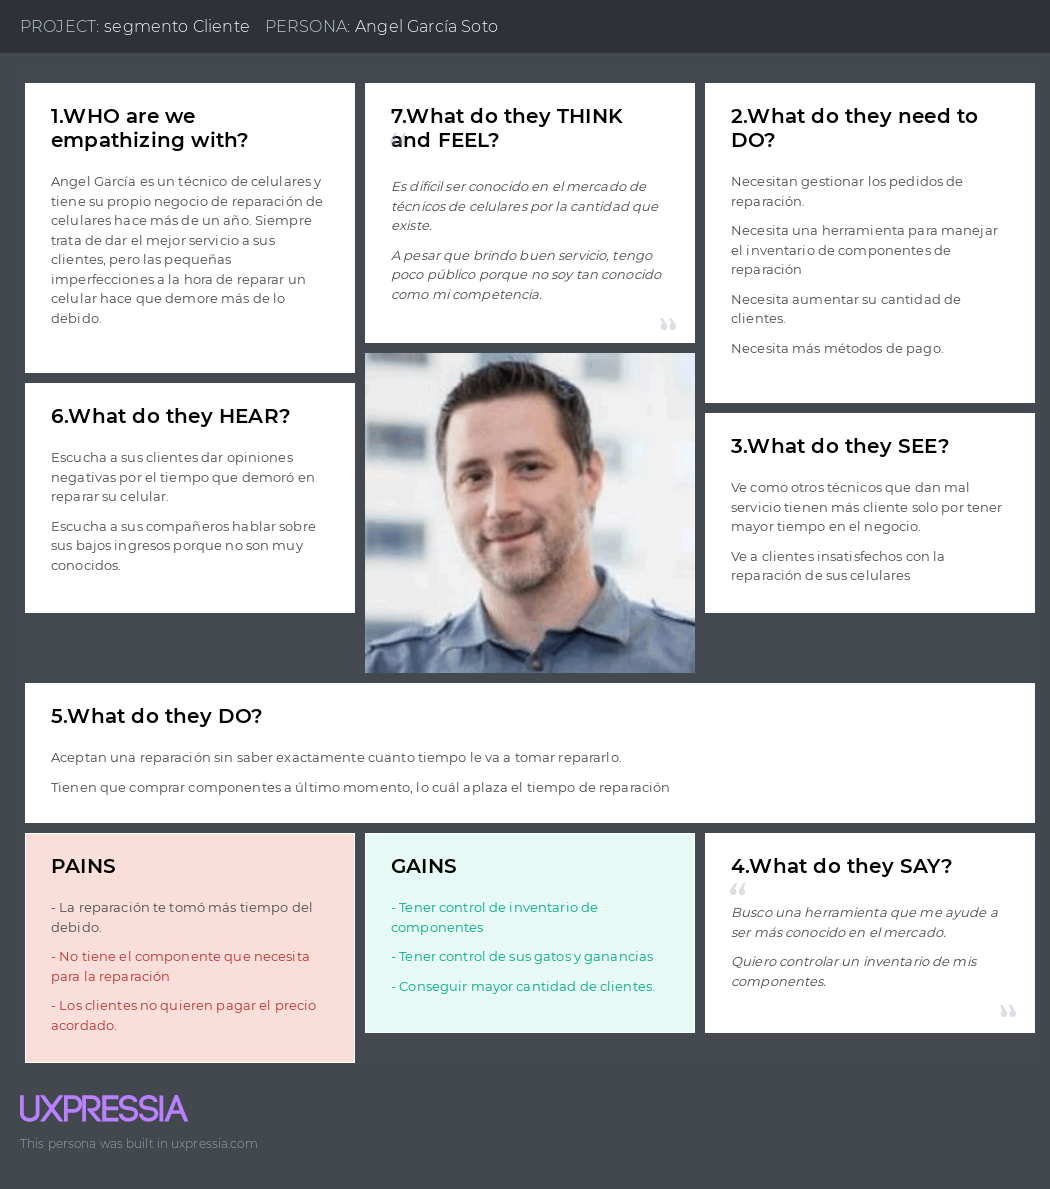 PROJECT: segmento Cliente PERSONA: Angel García Soto
1.WHO are we
empathizing with?
Angel García es un técnico de celulares y
tiene su propio negocio de reparación de
celulares hace más de un año. Siempre
trata de dar el mejor servicio a sus
clientes, pero las pequeñas
imperfecciones a la hora de reparar un
celular hace que demore más de lo
debido.
7.What do they THINK
and FEEL?
“
Es difícil ser conocido en el mercado de
técnicos de celulares por la cantidad que
existe.
A pesar que brindo buen servicio, tengo
poco público porque no soy tan conocido
como mi competencia.
”
2.What do they need to
DO?
Necesitan gestionar los pedidos de
reparación.
Necesita una herramienta para manejar
el inventario de componentes de
reparación
Necesita aumentar su cantidad de
clientes.
Necesita más métodos de pago.
6.What do they HEAR?
Escucha a sus clientes dar opiniones
negativas por el tiempo que demoró en
reparar su celular.
Escucha a sus compañeros hablar sobre
sus bajos ingresos porque no son muy
conocidos.
3.What do they SEE?
Ve como otros técnicos que dan mal
servicio tienen más cliente solo por tener
mayor tiempo en el negocio.
Ve a clientes insatisfechos con la
reparación de sus celulares
5.What do they DO?
Aceptan una reparación sin saber exactamente cuanto tiempo le va a tomar repararlo.
Tienen que comprar componentes a último momento, lo cuál aplaza el tiempo de reparación
PAINS
- La reparación te tomó más tiempo del
debido.
- No tiene el componente que necesita
para la reparación
- Los clientes no quieren pagar el precio
acordado.
GAINS
- Tener control de inventario de
componentes
- Tener control de sus gatos y ganancias
- Conseguir mayor cantidad de clientes.
4.What do they SAY?
“
Busco una herramienta que me ayude a
ser más conocido en el mercado.
Quiero controlar un inventario de mis
componentes.
”
UXPRESSIA
This persona was built in uxpressia.com